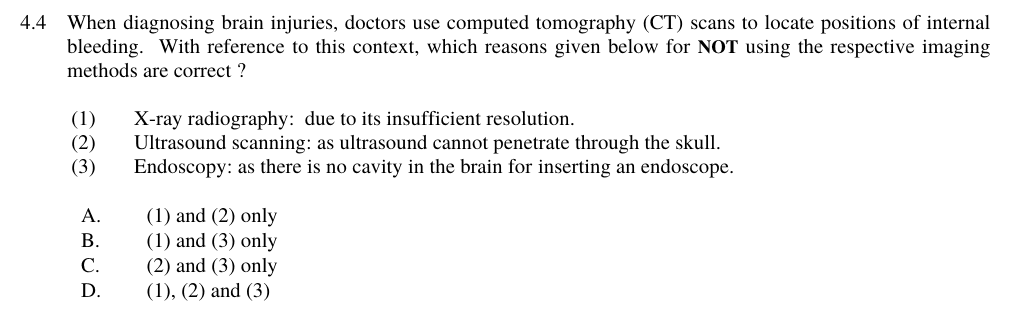 4.4 When diagnosing brain injuries, doctors use computed tomography (CT) scans to locate positions of internal
bleeding. With reference to this context, which reasons given below for NOT using the respective imaging
methods are correct ?
(1) X-ray radiography: due to its insufficient resolution.
(2) Ultrasound scanning: as ultrasound cannot penetrate through the skull.
(3) Endoscopy: as there is no cavity in the brain for inserting an endoscope.
A. (1) and (2) only
B. (1) and (3) only
C. (2) and (3) only
D. (1), (2) and (3)